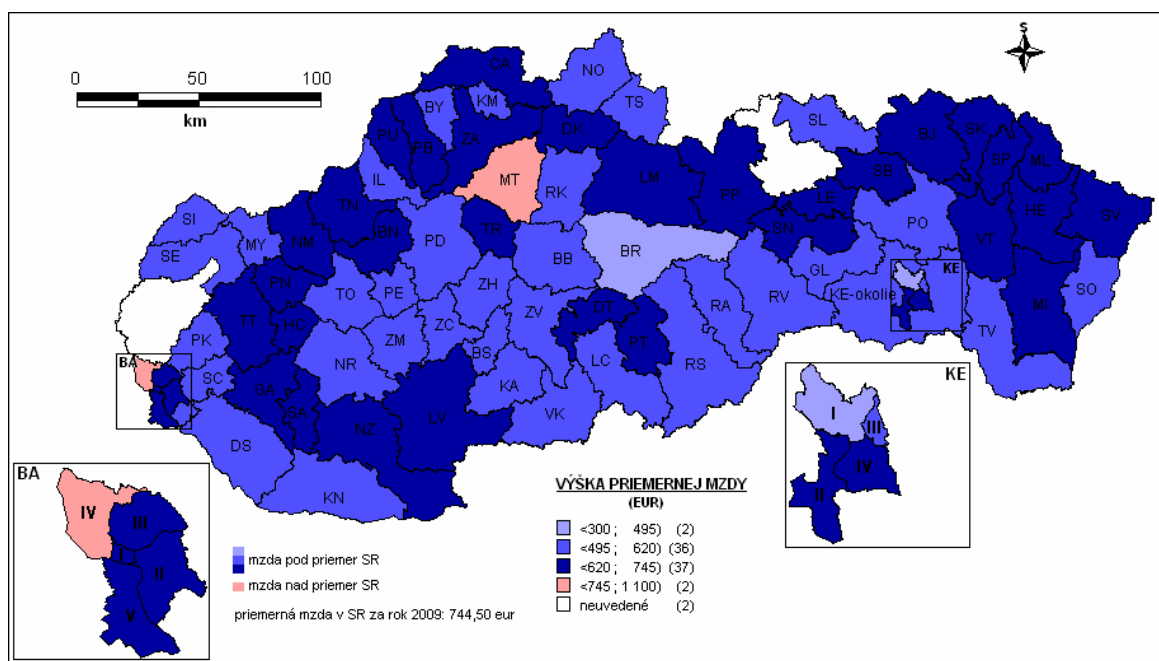 S
0 50 100
km
CA
NO
BY
KM
TS
PU
PB
ZA
DK
SL
BJ
SK
SP
ML
IL
MT
RK
LM
PP
SB
LE
HE
SV
SI
TN
BN
TR
PO
SE
MY
NM
PD
BB
BR
SN
VT
GL
KE
PN
TO
PE
ZH
RA
RV
KE-okolie
MI
SO
TT
HC
ZV
DT
TV
PK
NR
ZM
ZC
BS
LC
PT
RS
BA
SC
GA
SA
KA
LV
NZ
VK
DS
KN
BA
IV
III
I
II
V
KE
I
III
IV
II
mzda pod priemer SR
mzda nad priemer SR
priemerná mzda v SR za rok 2009: 744,50 eur
VÝŠKA PRIEMERNEJ MZDY
(EUR)
<300 ; 495) (2)
<495 ; 620) (36)
<620 ; 745) (37)
<745 ; 1 100) (2)
neuvedené (2)